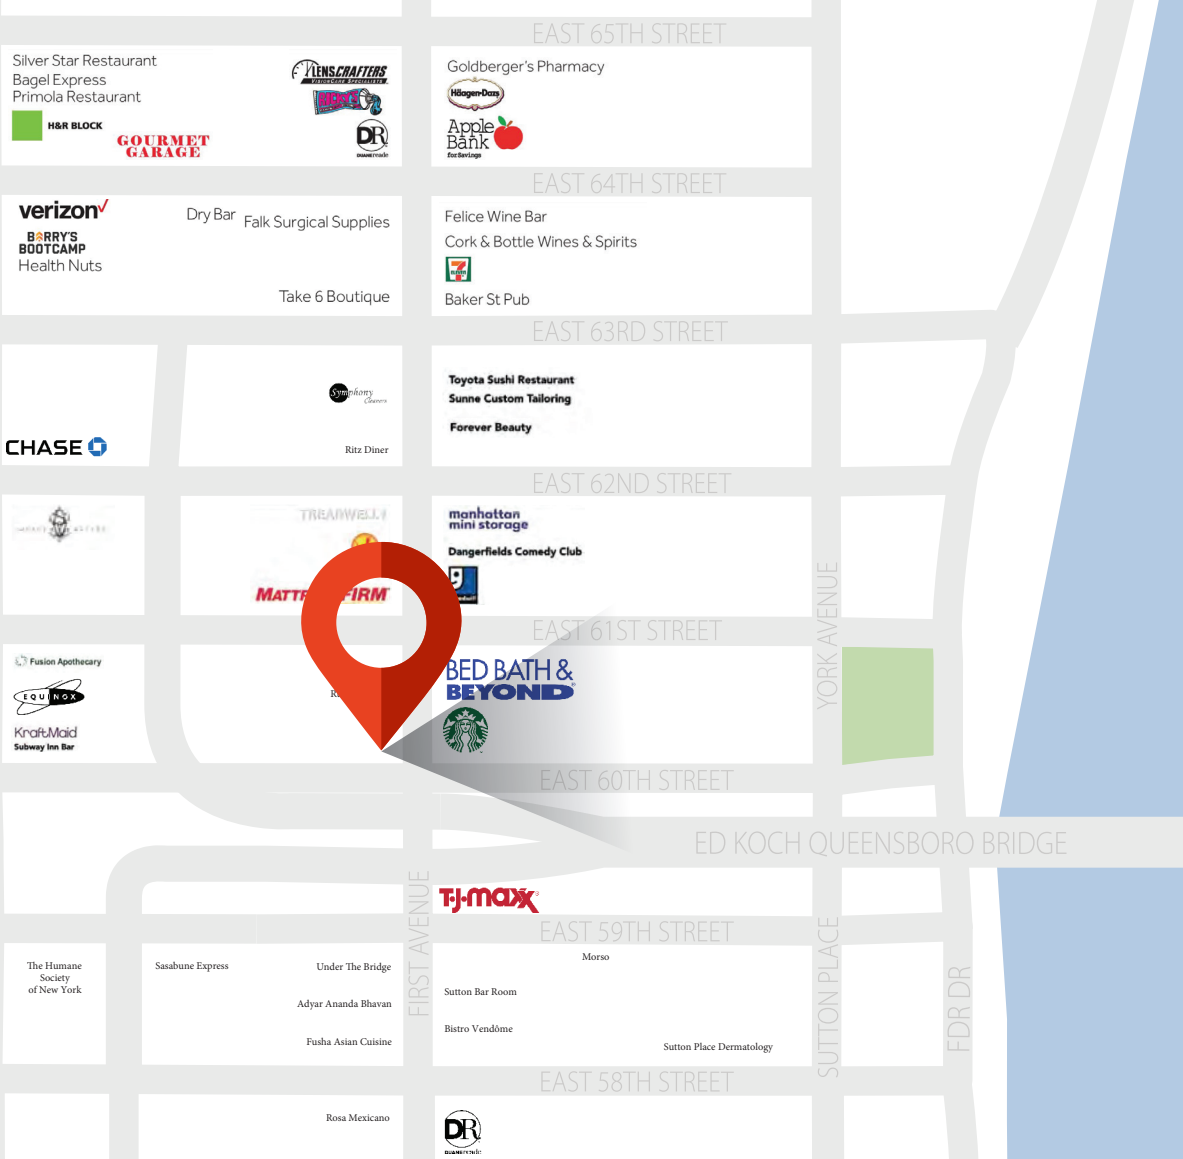 EAST 65TH STREET
Silver Star Restaurant
Bagel Express
Primola Restaurant
H&R BLOCK
GOURMET
GARAGE
LENSCRAFTERS
RICKY'S
DR
DUANEreade
Goldberger's Pharmacy
Häagen-Dazs
Apple
Bank
for Savings
EAST 64TH STREET
verizon
BARRY'S
BOOTCAMP
Health Nuts
Dry Bar
Falk Surgical Supplies
Take 6 Boutique
Felice Wine Bar
Cork & Bottle Wines & Spirits
7
ELEVEN
Baker St Pub
EAST 63RD STREET
CHASE
Symphony
Cleaners
Ritz Diner
Toyota Sushi Restaurant
Sunne Custom Tailoring
Forever Beauty
EAST 62ND STREET
TREADWELL
manhattan
mini storage
Dangerfields Comedy Club
EAST 61ST STREET
YORK AVENUE
Fusion Apothecary
EQUINOX
KraftMaid
Subway Inn Bar
BED BATH &
BEYOND
EAST 60TH STREET
ED KOCH QUEENSBORO BRIDGE
T·J·maxx
FIRST AVENUE
EAST 59TH STREET
SUTTON PLACE
FDR DR
The Humane
Society
of New York
Sasabune Express
Under The Bridge
Adyar Ananda Bhavan
Fusha Asian Cuisine
Morso
Sutton Bar Room
Bistro Vendôme
Sutton Place Dermatology
EAST 58TH STREET
Rosa Mexicano
DR
DUANEreade